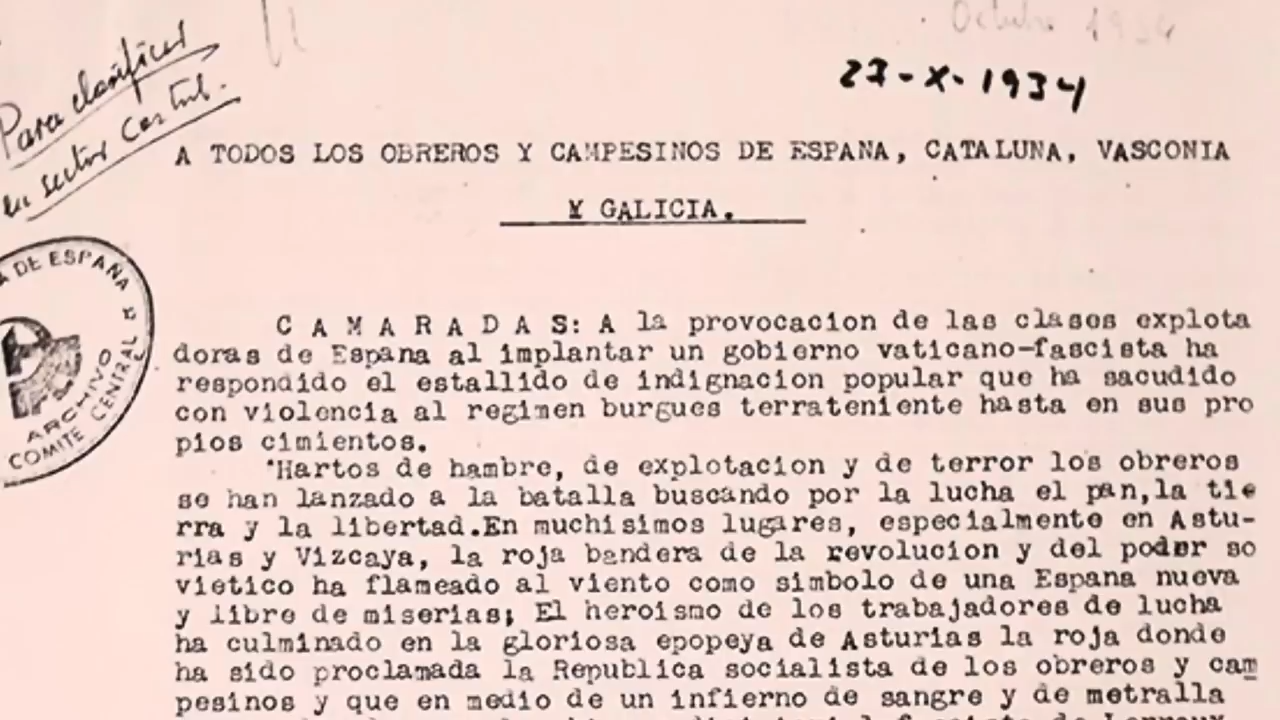 Octubre 1934
27-X-1934
Para clasificar
en sector Central.
A TODOS LOS OBREROS Y CAMPESINOS DE ESPANA, CATALUNA, VASCONIA
Y GALICIA.
A DE ESPAÑA
ARCHIVO
COMITE CENTRAL
C A M A R A D A S: A la provocacion de las clases explota
doras de Espana al implantar un gobierno vaticano-fascista ha
respondido el estallido de indignacion popular que ha sacudido
con violencia al regimen burgues terrateniente hasta en sus pro
pios cimientos.
Hartos de hambre, de explotacion y de terror los obreros
se han lanzado a la batalla buscando por la lucha el pan,la tie
rra y la libertad.En muchisimos lugares, especialmente en Astu-
rias y Vizcaya, la roja bandera de la revolucion y del poder so
vietico ha flameado al viento como simbolo de una Espana nueva
y libre de miserias; El heroismo de los trabajadores de lucha
ha culminado en la gloriosa epopeya de Asturias la roja donde
ha sido proclamada la Republica socialista de los obreros y cam
pesinos y que en medio de un infierno de sangre y de metralla